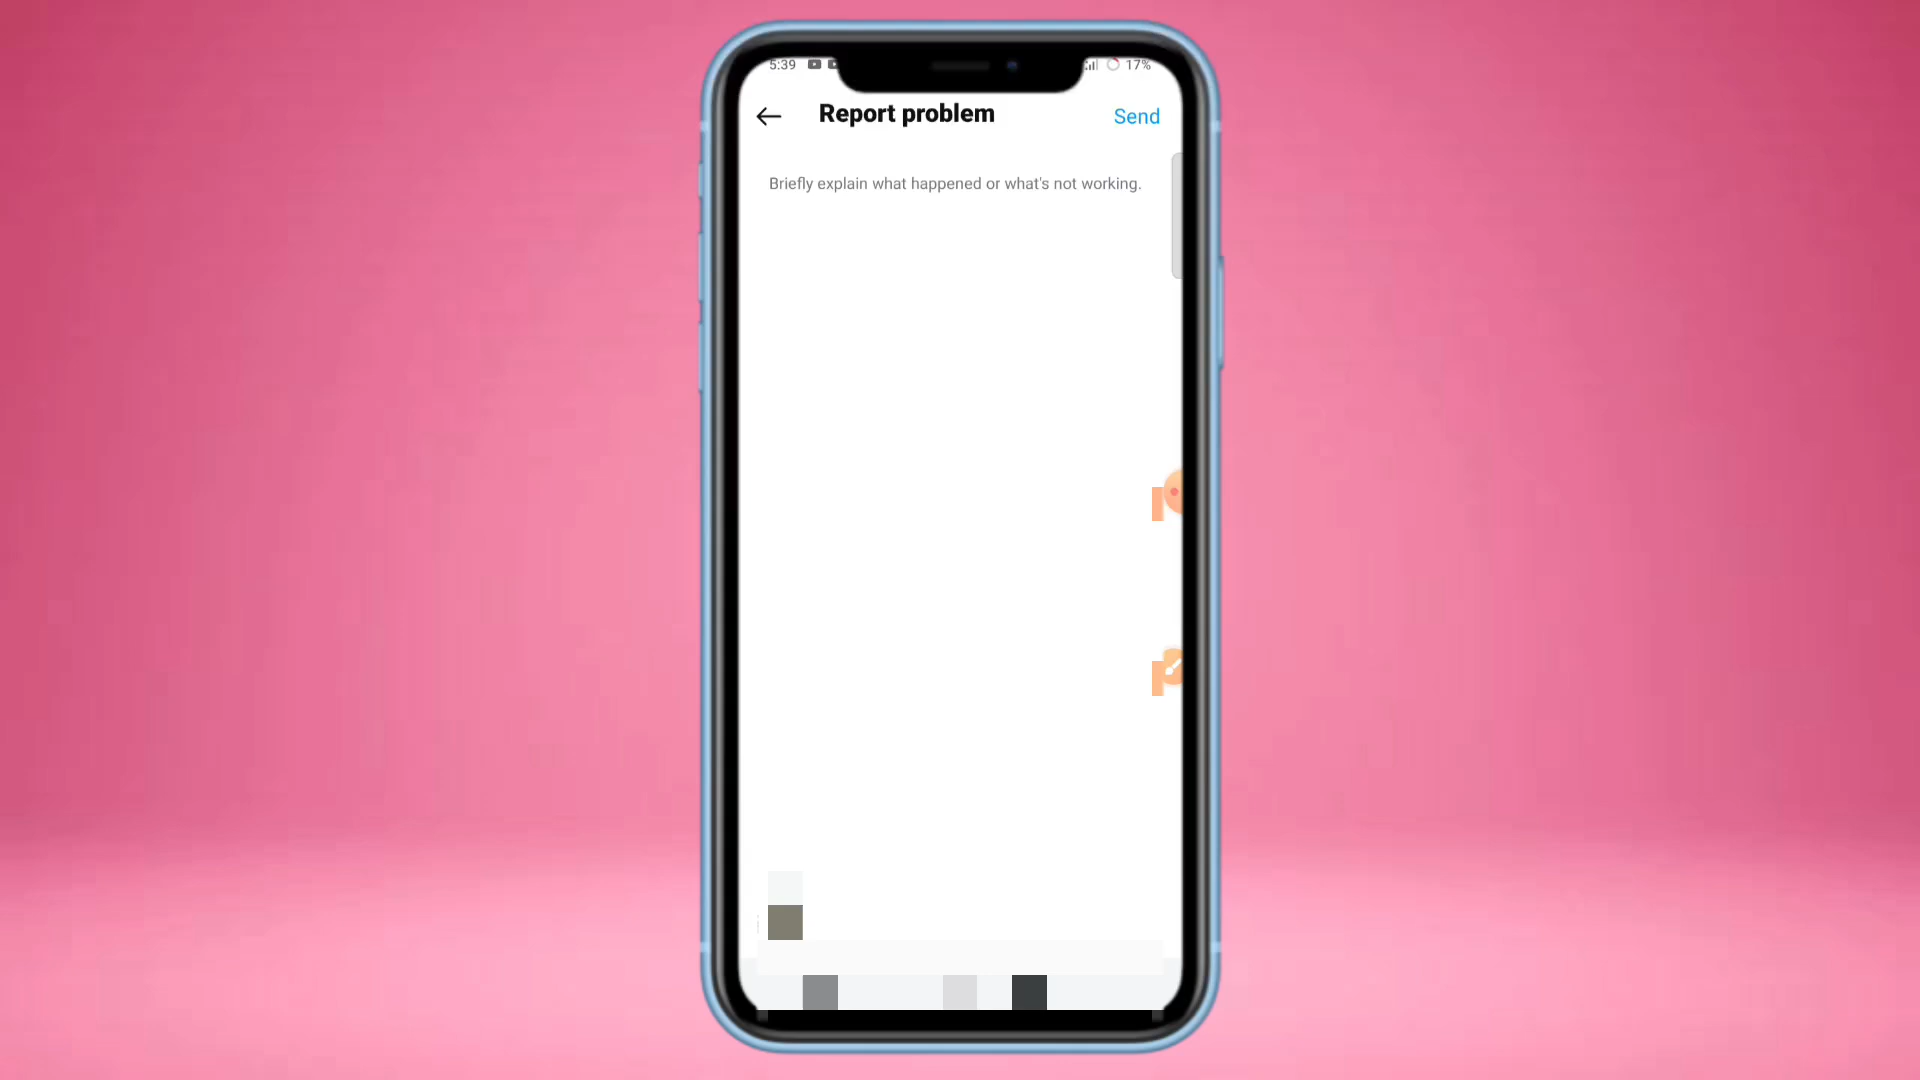 5:39 17%
Report problem
Send
Briefly explain what happened or what's not working.